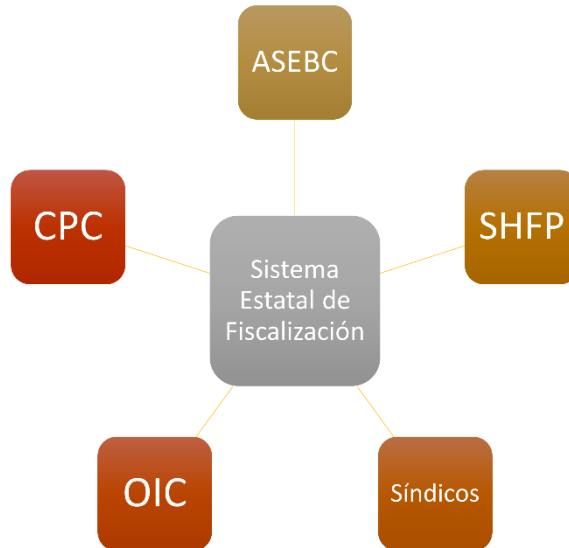 ASEBC
CPC
SHFP
Sistema
Estatal de
Fiscalización
OIC
Síndicos